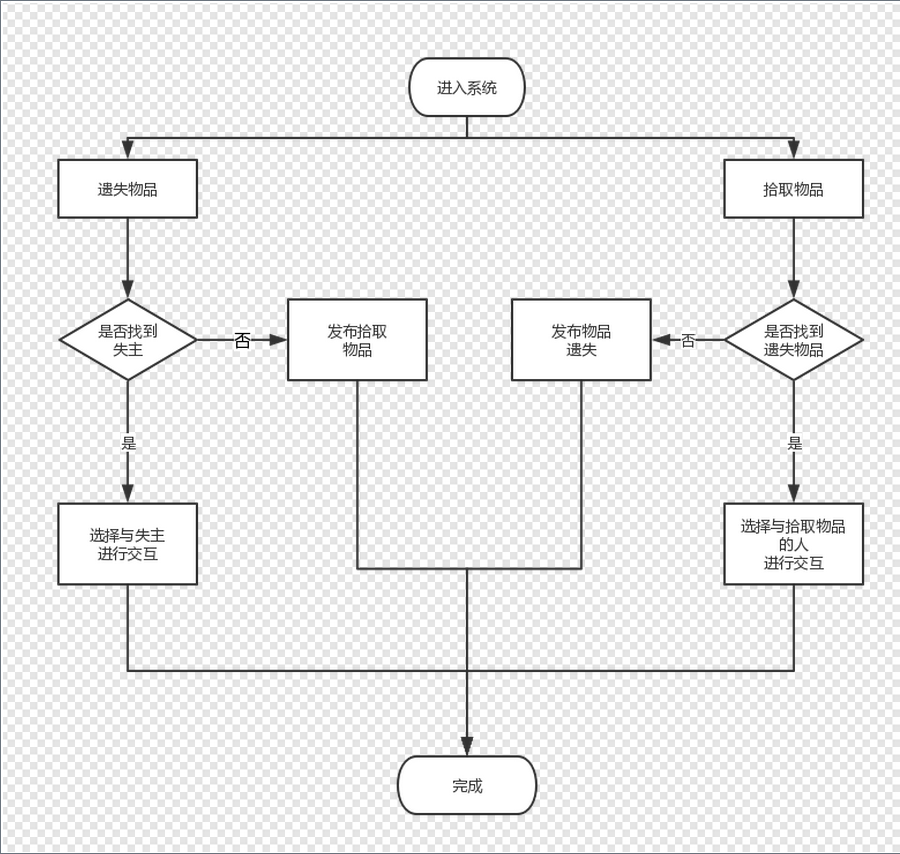 进入系统
遗失物品
拾取物品
是否找到
失主
否
发布拾取
物品
发布物品
遗失
否
是否找到
遗失物品
是
是
选择与失主
进行交互
选择与拾取物品
的人
进行交互
完成